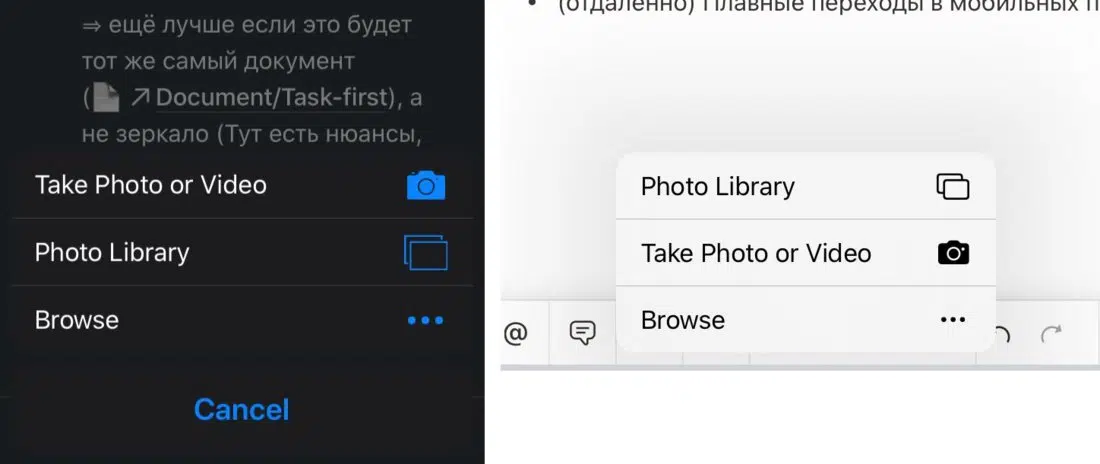 ⇒ ещё лучше если это будет
тот же самый документ
(📄 ↗Document/Task-first), а
не зеркало (Тут есть нюансы,
Take Photo or Video
Photo Library
Browse
Cancel
• (отдаленно) Плавные переходы в мобильных п
Photo Library
Take Photo or Video
Browse
@